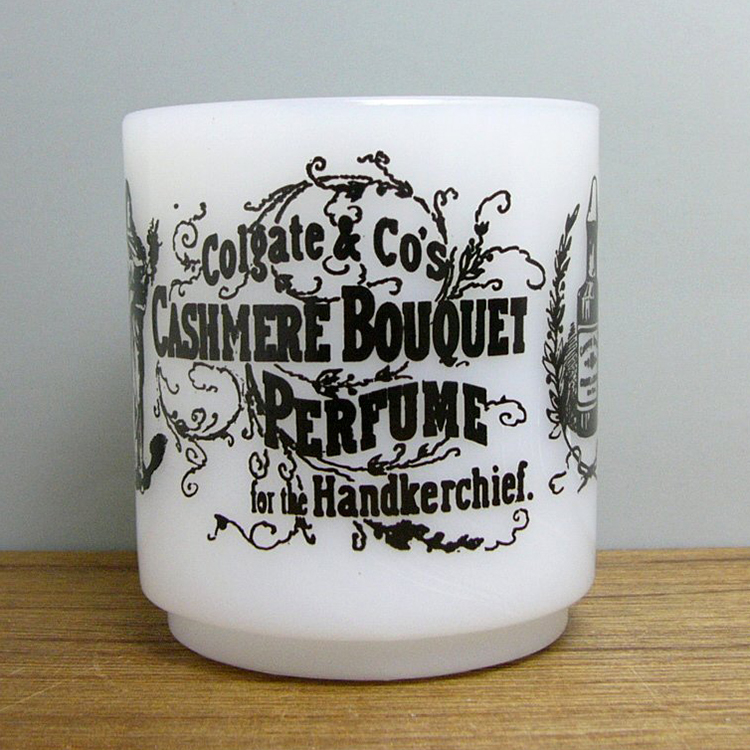 Colgate & Co's
CASHMERE BOUQUET
PERFUME
for the Handkerchief.